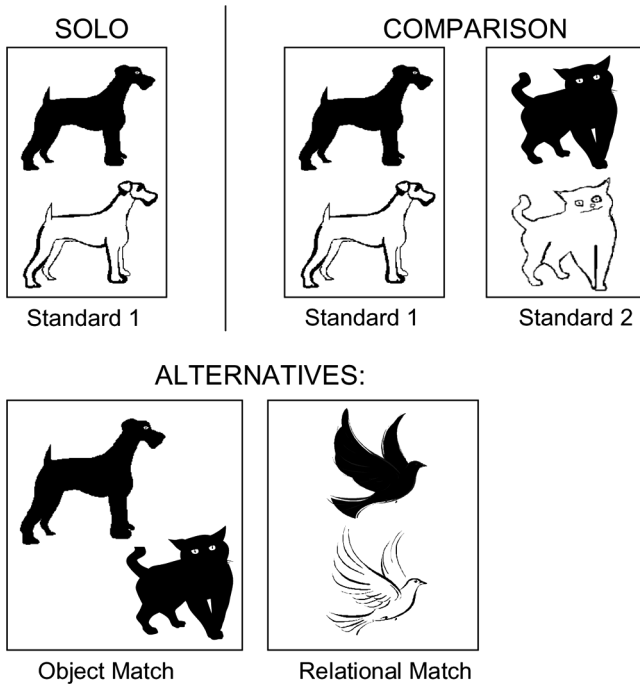 SOLO
COMPARISON
Standard 1
Standard 1
Standard 2
ALTERNATIVES:
Object Match
Relational Match